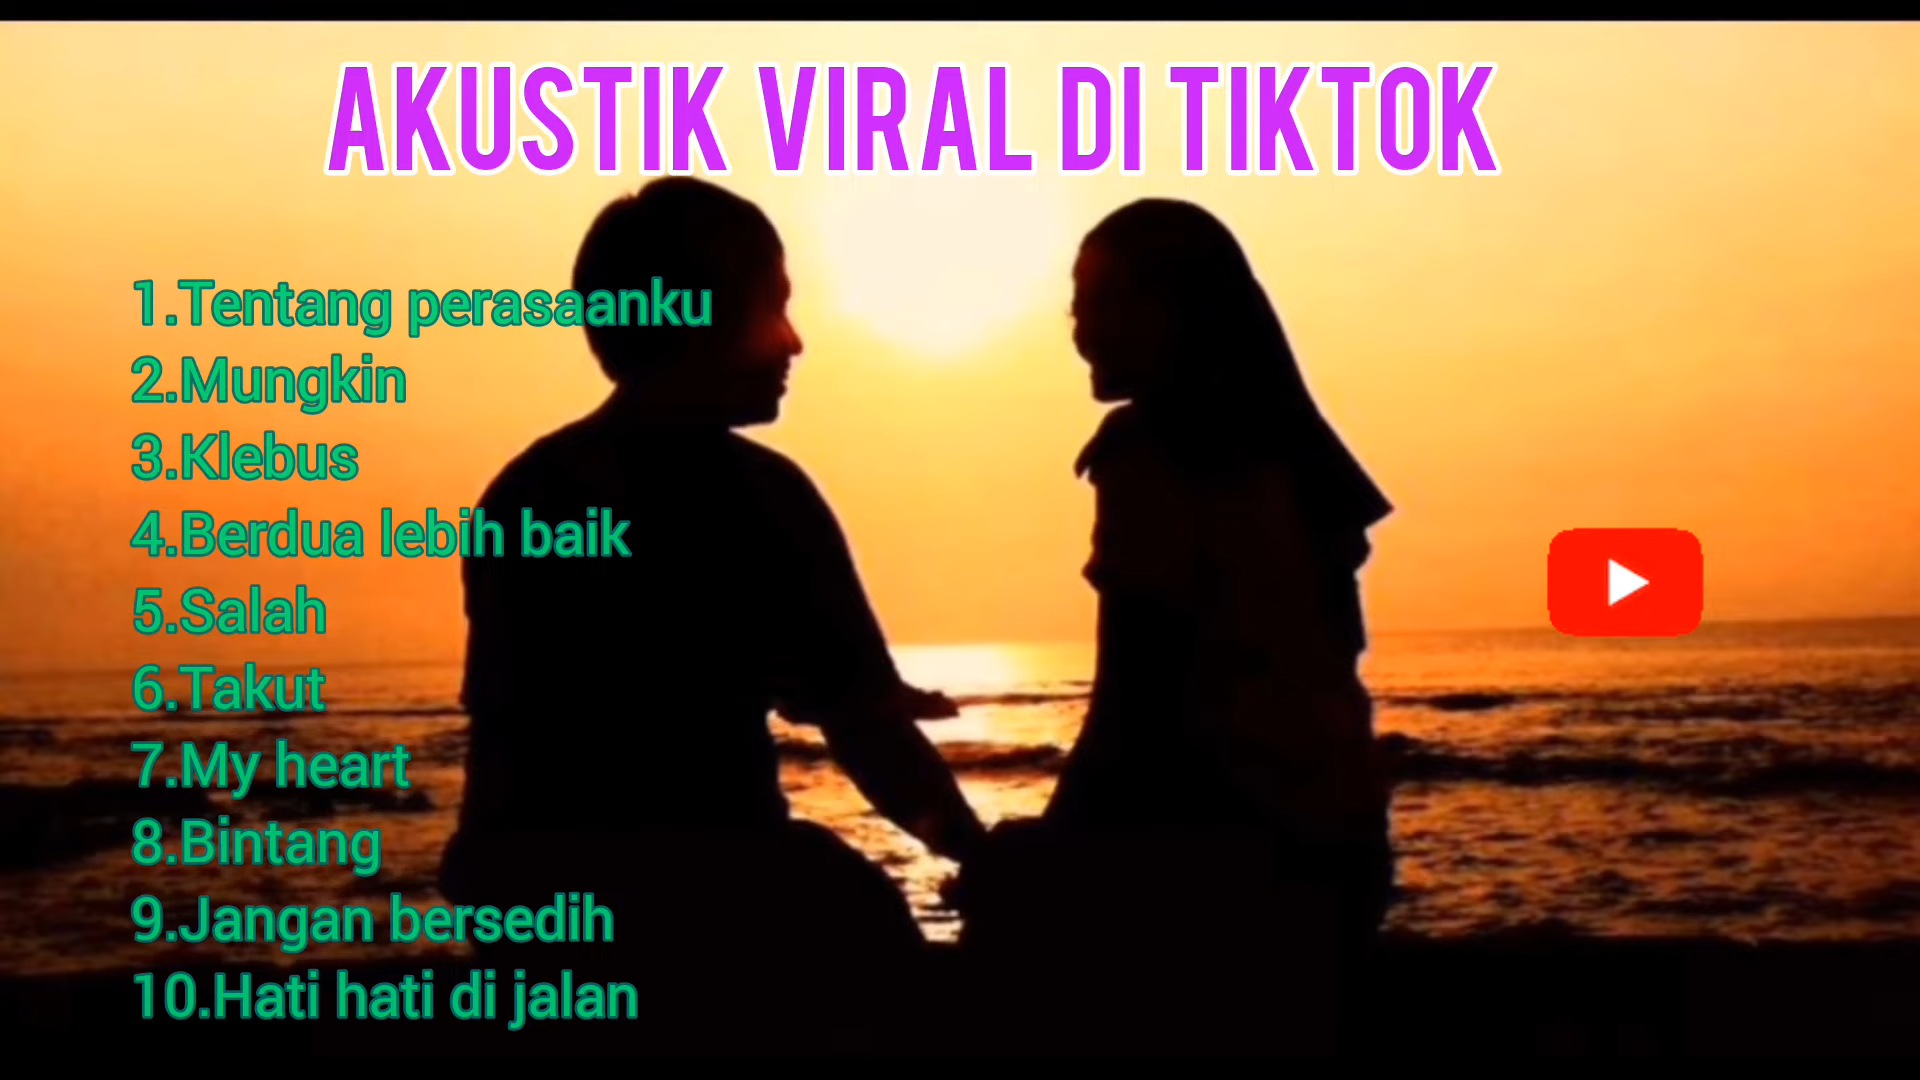 AKUSTIK VIRAL DI TIKTOK
1.Tentang perasaanku
2.Mungkin
3.Klebus
4.Berdua lebih baik
5.Salah
6.Takut
7.My heart
8.Bintang
9.Jangan bersedih
10.Hati hati di jalan